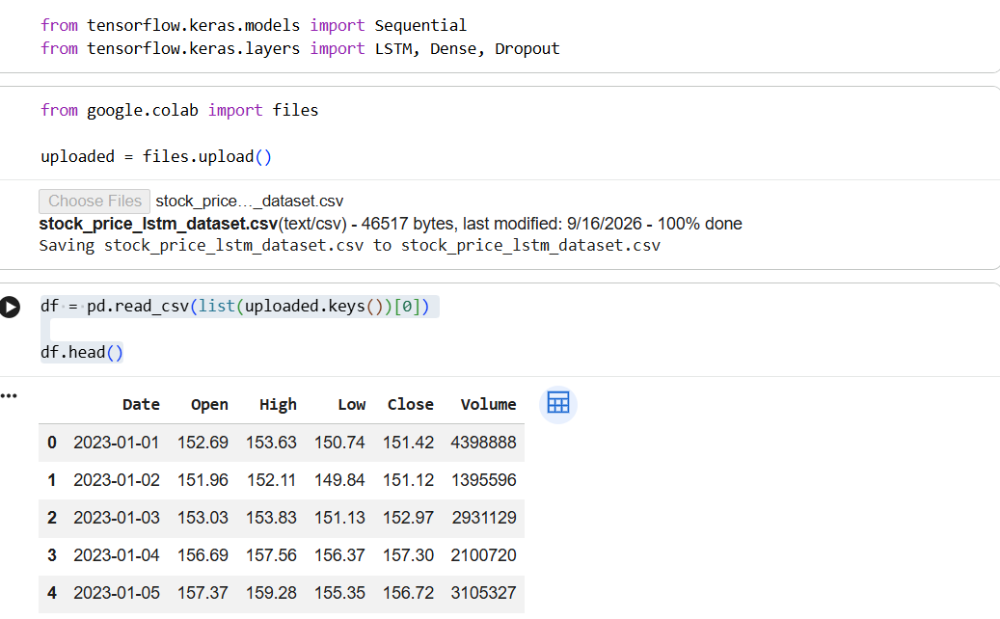 from tensorflow.keras.models import Sequential
from tensorflow.keras.layers import LSTM, Dense, Dropout
from google.colab import files
uploaded = files.upload()
Choose Files stock_price…_dataset.csv
stock_price_lstm_dataset.csv(text/csv) - 46517 bytes, last modified: 9/16/2026 - 100% done
Saving stock_price_lstm_dataset.csv to stock_price_lstm_dataset.csv
df = pd.read_csv(list(uploaded.keys())[0])
df.head()
Date Open High Low Close Volume
0 2023-01-01 152.69 153.63 150.74 151.42 4398888
1 2023-01-02 151.96 152.11 149.84 151.12 1395596
2 2023-01-03 153.03 153.83 151.13 152.97 2931129
3 2023-01-04 156.69 157.56 156.37 157.30 2100720
4 2023-01-05 157.37 159.28 155.35 156.72 3105327